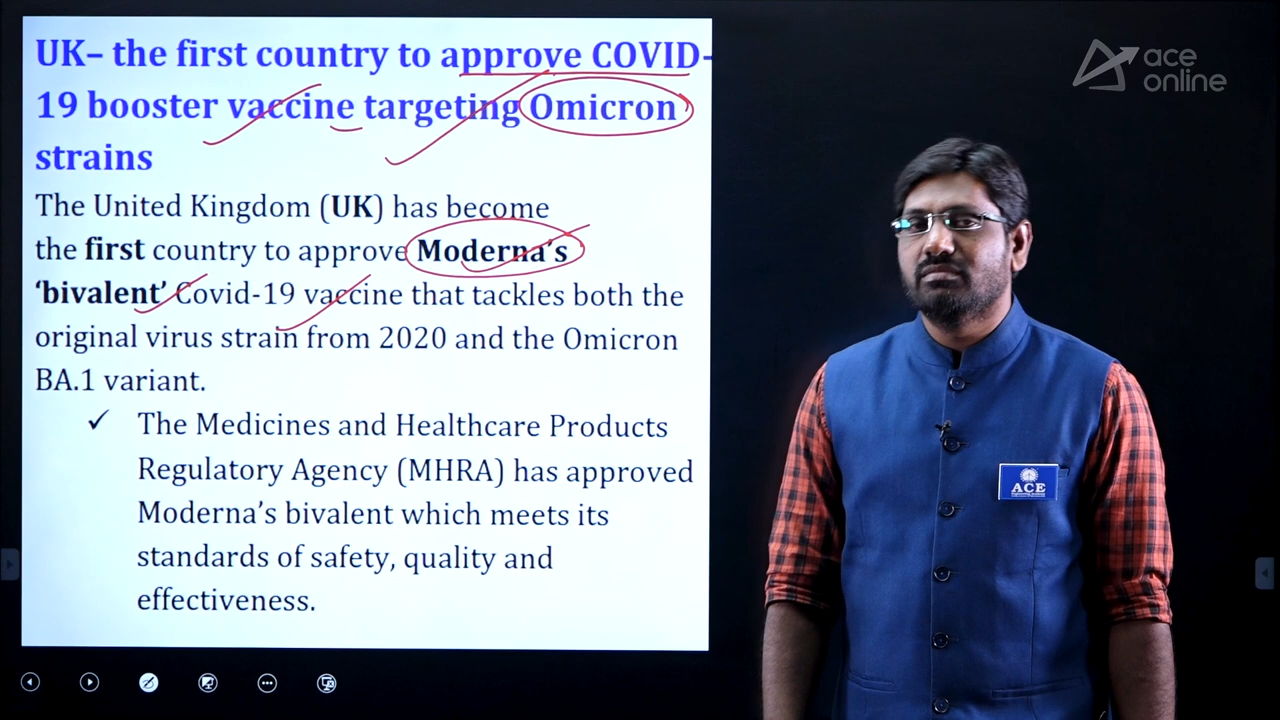 UK– the first country to approve COVID-
19 booster vaccine targeting Omicron
strains
The United Kingdom (UK) has become
the first country to approve Moderna’s
‘bivalent’ Covid-19 vaccine that tackles both the
original virus strain from 2020 and the Omicron
BA.1 variant.
✓ The Medicines and Healthcare Products
Regulatory Agency (MHRA) has approved
Moderna’s bivalent which meets its
standards of safety, quality and
effectiveness.
ace
online
ACE